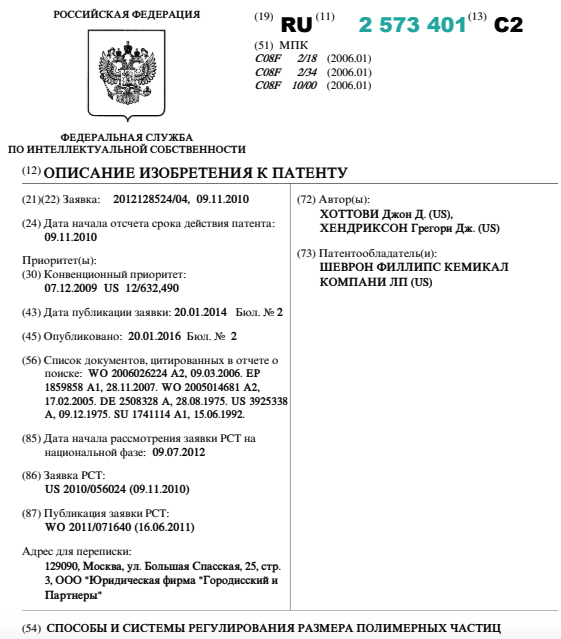 РОССИЙСКАЯ ФЕДЕРАЦИЯ
ФЕДЕРАЛЬНАЯ СЛУЖБА
ПО ИНТЕЛЛЕКТУАЛЬНОЙ СОБСТВЕННОСТИ
(19) RU (11) 2 573 401 (13) C2
(51) МПК
C08F 2/18 (2006.01)
C08F 2/34 (2006.01)
C08F 10/00 (2006.01)
(12) ОПИСАНИЕ ИЗОБРЕТЕНИЯ К ПАТЕНТУ
(21)(22) Заявка: 2012128524/04, 09.11.2010
(24) Дата начала отсчета срока действия патента:
09.11.2010
Приоритет(ы):
(30) Конвенционный приоритет:
07.12.2009 US 12/632,490
(43) Дата публикации заявки: 20.01.2014 Бюл. № 2
(45) Опубликовано: 20.01.2016 Бюл. № 2
(56) Список документов, цитированных в отчете о
поиске: WO 2006026224 A2, 09.03.2006. EP
1859858 A1, 28.11.2007. WO 2005014681 A2,
17.02.2005. DE 2508328 A, 28.08.1975. US 3925338
A, 09.12.1975. SU 1741114 A1, 15.06.1992.
(85) Дата начала рассмотрения заявки PCT на
национальной фазе: 09.07.2012
(86) Заявка PCT:
US 2010/056024 (09.11.2010)
(87) Публикация заявки PCT:
WO 2011/071640 (16.06.2011)
Адрес для переписки:
129090, Москва, ул. Большая Спасская, 25, стр.
3, ООО "Юридическая фирма "Городисский и
Партнеры"
(72) Автор(ы):
ХОТТОВИ Джон Д. (US),
ХЕНДРИКСОН Грегори Дж. (US)
(73) Патентообладатель(и):
ШЕВРОН ФИЛЛИПС КЕМИКАЛ
КОМПАНИ ЛП (US)
(54) СПОСОБЫ И СИСТЕМЫ РЕГУЛИРОВАНИЯ РАЗМЕРА ПОЛИМЕРНЫХ ЧАСТИЦ